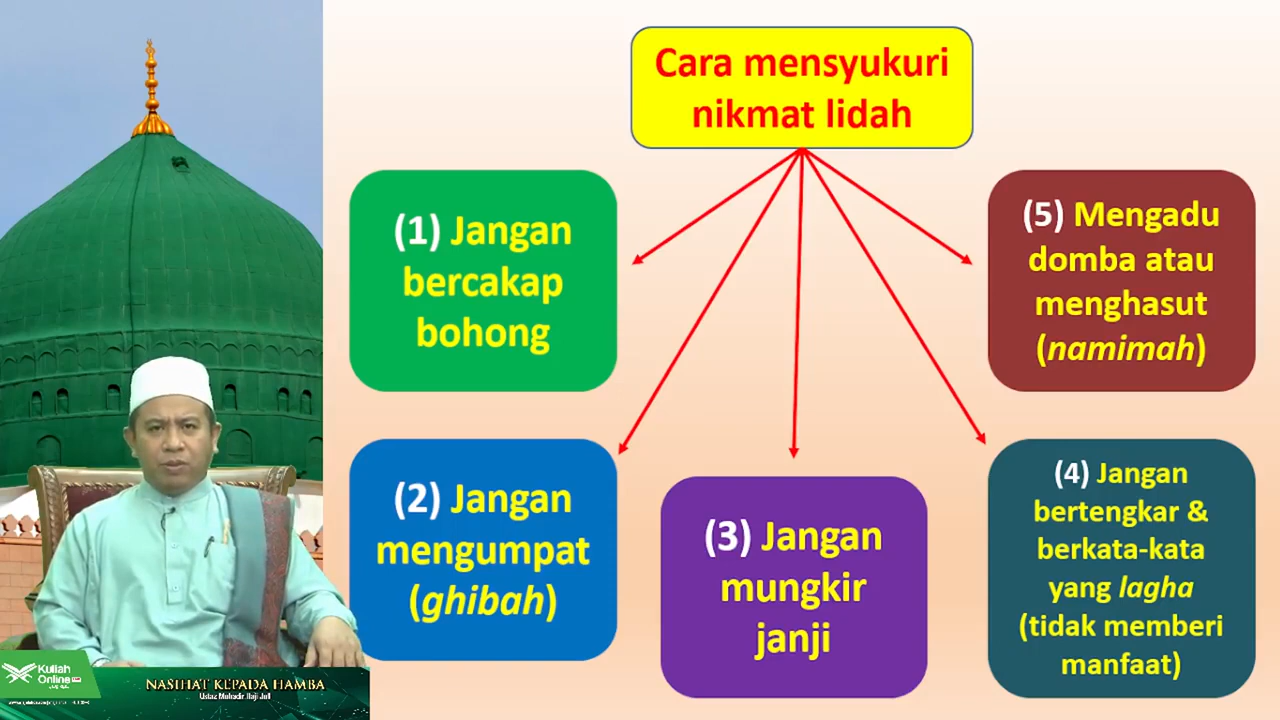 Cara mensyukuri
nikmat lidah
(1) Jangan
bercakap
bohong
(2) Jangan
mengumpat
(ghibah)
(3) Jangan
mungkir
janji
(4) Jangan
bertengkar &
berkata-kata
yang lagha
(tidak memberi
manfaat)
(5) Mengadu
domba atau
menghasut
(namimah)
Kuliah
Online
NASIHAT KEPADA HAMBA